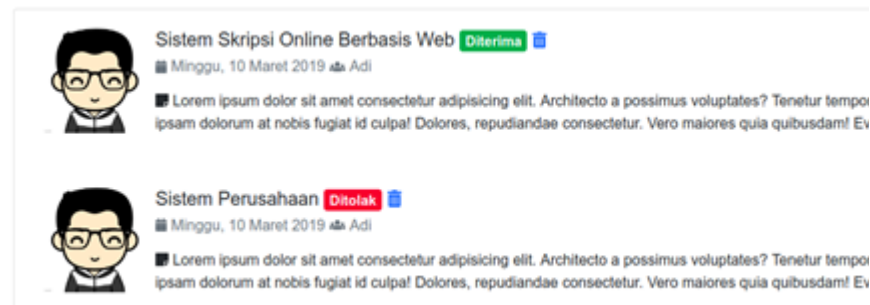 Sistem Skripsi Online Berbasis Web Diterima
Minggu, 10 Maret 2019 Adi
Lorem ipsum dolor sit amet consectetur adipisicing elit. Architecto a possimus voluptates? Tenetur
ipsam dolorum at nobis fugiat id culpa! Dolores, repudiandae consectetur. Vero maiores quia quibusdam!
Sistem Perusahaan Ditolak
Minggu, 10 Maret 2019 Adi
Lorem ipsum dolor sit amet consectetur adipisicing elit. Architecto a possimus voluptates? Tenetur
ipsam dolorum at nobis fugiat id culpa! Dolores, repudiandae consectetur. Vero maiores quia quibusdam!